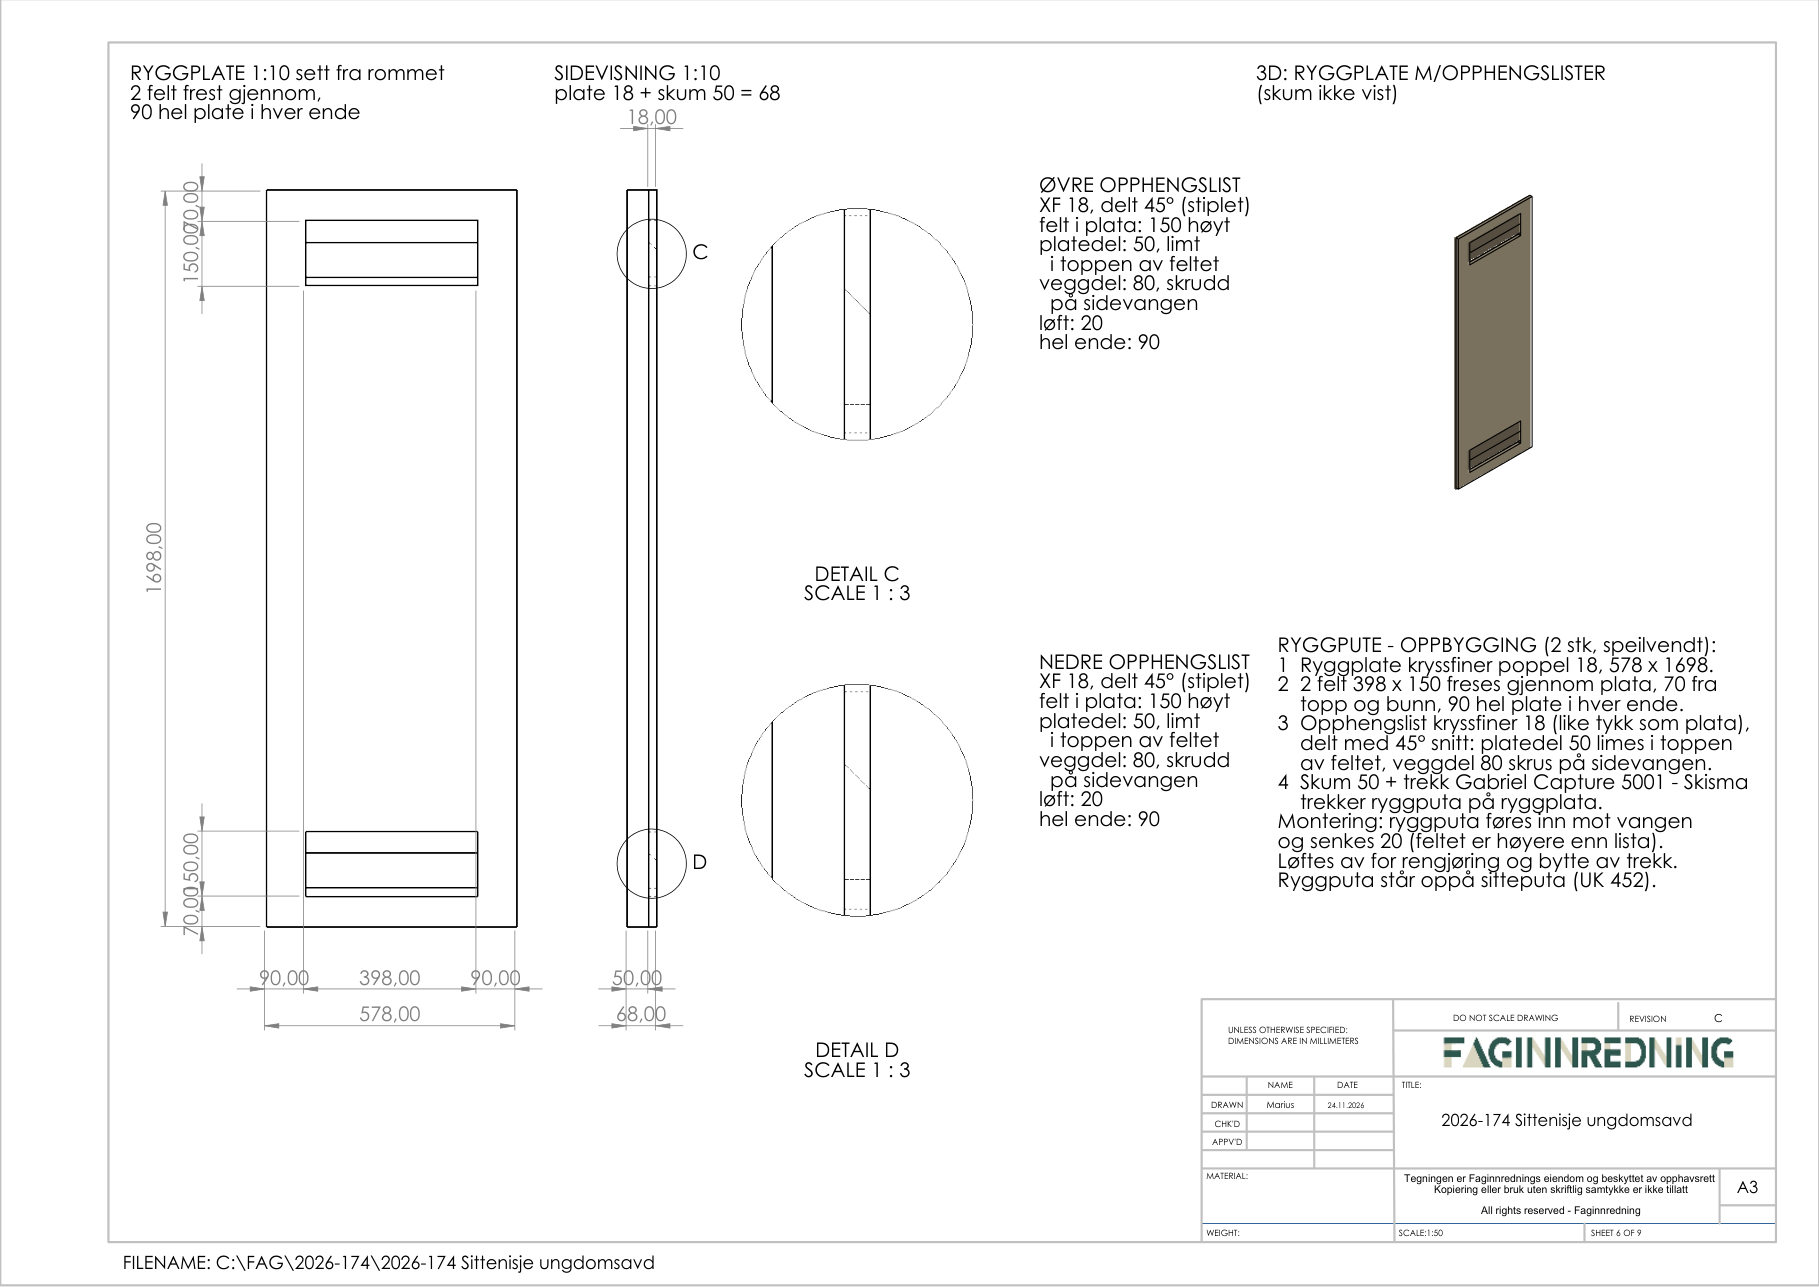 RYGGPLATE 1:10 sett fra rommet
2 felt frest gjennom,
90 hel plate i hver ende
SIDEVISNING 1:10
plate 18 + skum 50 = 68
3D: RYGGPLATE M/OPPHENGSLISTER
(skum ikke vist)
18,00
70,00
150,00
1698,00
150,00
70,00
90,00
398,00
90,00
578,00
50,00
68,00
C
D
ØVRE OPPHENGSLIST
XF 18, delt 45° (stiplet)
felt i plata: 150 høyt
platedel: 50, limt
i toppen av feltet
veggdel: 80, skrudd
på sidevangen
løft: 20
hel ende: 90
DETAIL C
SCALE 1 : 3
NEDRE OPPHENGSLIST
XF 18, delt 45° (stiplet)
felt i plata: 150 høyt
platedel: 50, limt
i toppen av feltet
veggdel: 80, skrudd
på sidevangen
løft: 20
hel ende: 90
DETAIL D
SCALE 1 : 3
RYGGPUTE - OPPBYGGING (2 stk, speilvendt):
1 Ryggplate kryssfiner poppel 18, 578 x 1698.
2 2 felt 398 x 150 freses gjennom plata, 70 fra
topp og bunn, 90 hel plate i hver ende.
3 Opphengslist kryssfiner 18 (like tykk som plata),
delt med 45° snitt: platedel 50 limes i toppen
av feltet, veggdel 80 skrus på sidevangen.
4 Skum 50 + trekk Gabriel Capture 5001 - Skisma
trekker ryggputa på ryggplata.
Montering: ryggputa føres inn mot vangen
og senkes 20 (feltet er høyere enn lista).
Løftes av for rengjøring og bytte av trekk.
Ryggputa står oppå sitteputa (UK 452).
UNLESS OTHERWISE SPECIFIED:
DIMENSIONS ARE IN MILLIMETERS
DO NOT SCALE DRAWING
REVISION C
FAGINNREDNING
NAME DATE
DRAWN Marius 24.11.2026
CHK'D
APPV'D
TITLE:
2026-174 Sittenisje ungdomsavd
MATERIAL:
Tegningen er Faginnrednings eiendom og beskyttet av opphavsrett
Kopiering eller bruk uten skriftlig samtykke er ikke tillatt
All rights reserved - Faginnredning
A3
WEIGHT:
SCALE:1:50
SHEET 6 OF 9
FILENAME: C:\FAG\2026-174\2026-174 Sittenisje ungdomsavd